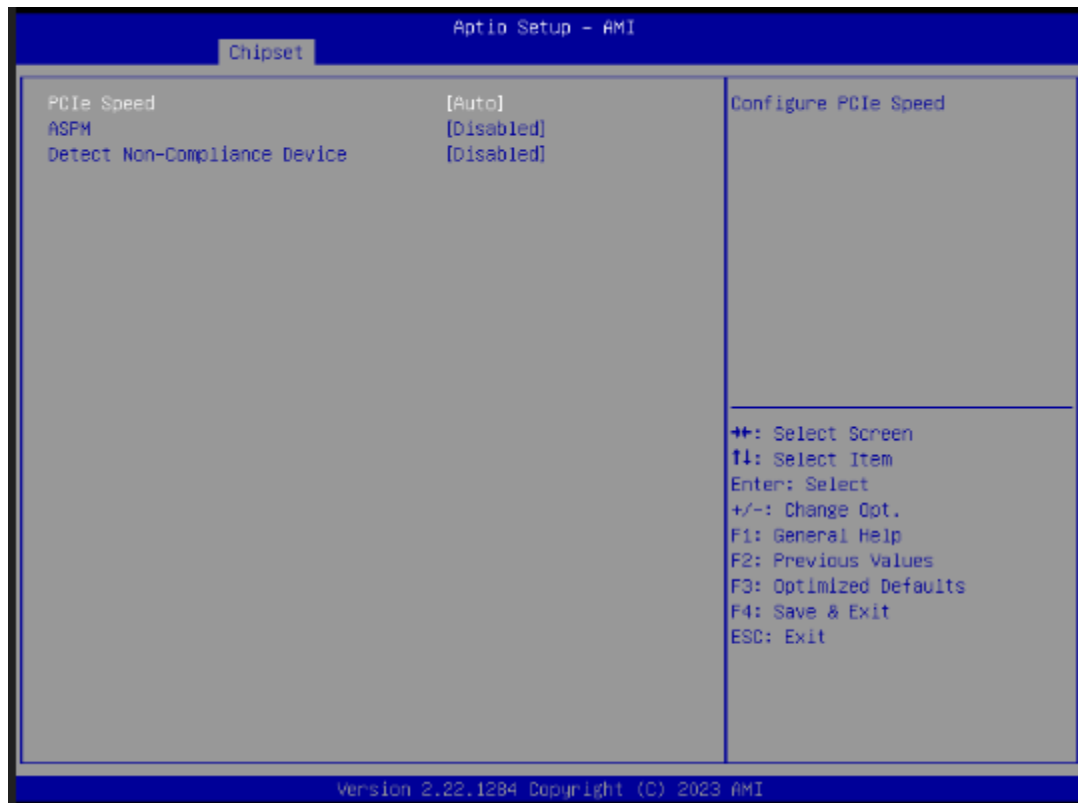 Aptio Setup - AMI
Chipset
PCIe Speed [Auto]
ASPM [Disabled]
Detect Non-Compliance Device [Disabled]
Configure PCIe Speed
→←: Select Screen
↑↓: Select Item
Enter: Select
+/-: Change Opt.
F1: General Help
F2: Previous Values
F3: Optimized Defaults
F4: Save & Exit
ESC: Exit
Version 2.22.1284 Copyright (C) 2023 AMI